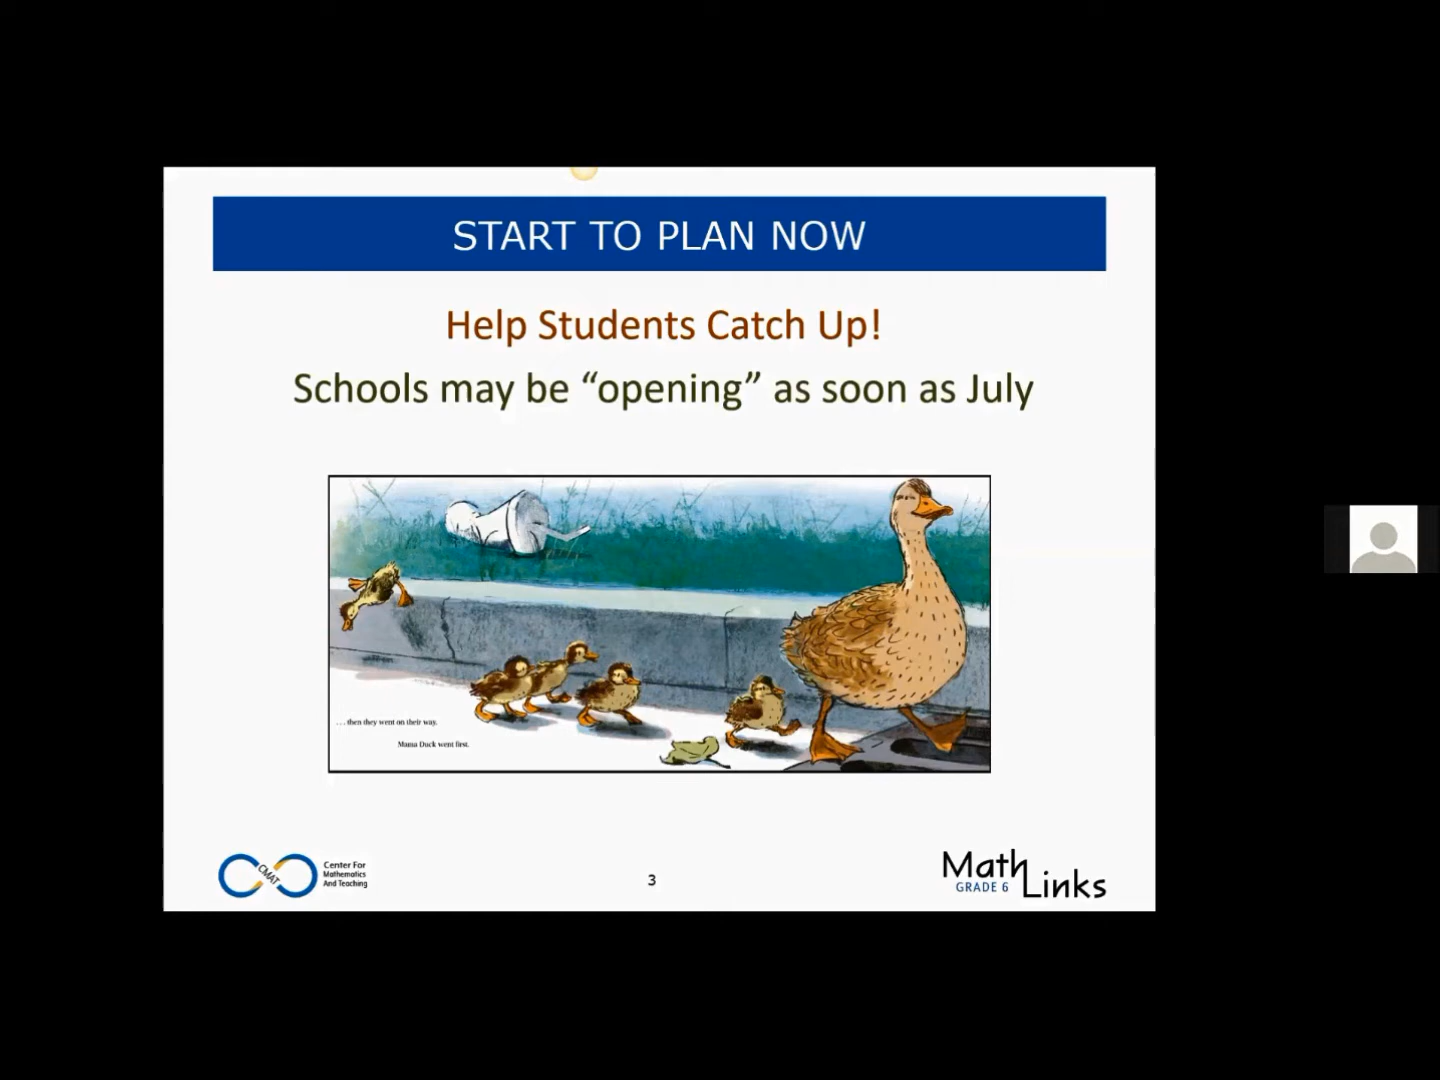 START TO PLAN NOW
Help Students Catch Up!
Schools may be “opening” as soon as July
. . . then they went on their way.
Mama Duck went first.
CMAT
Center For
Mathematics
And Teaching
3
Math
GRADE 6
Links